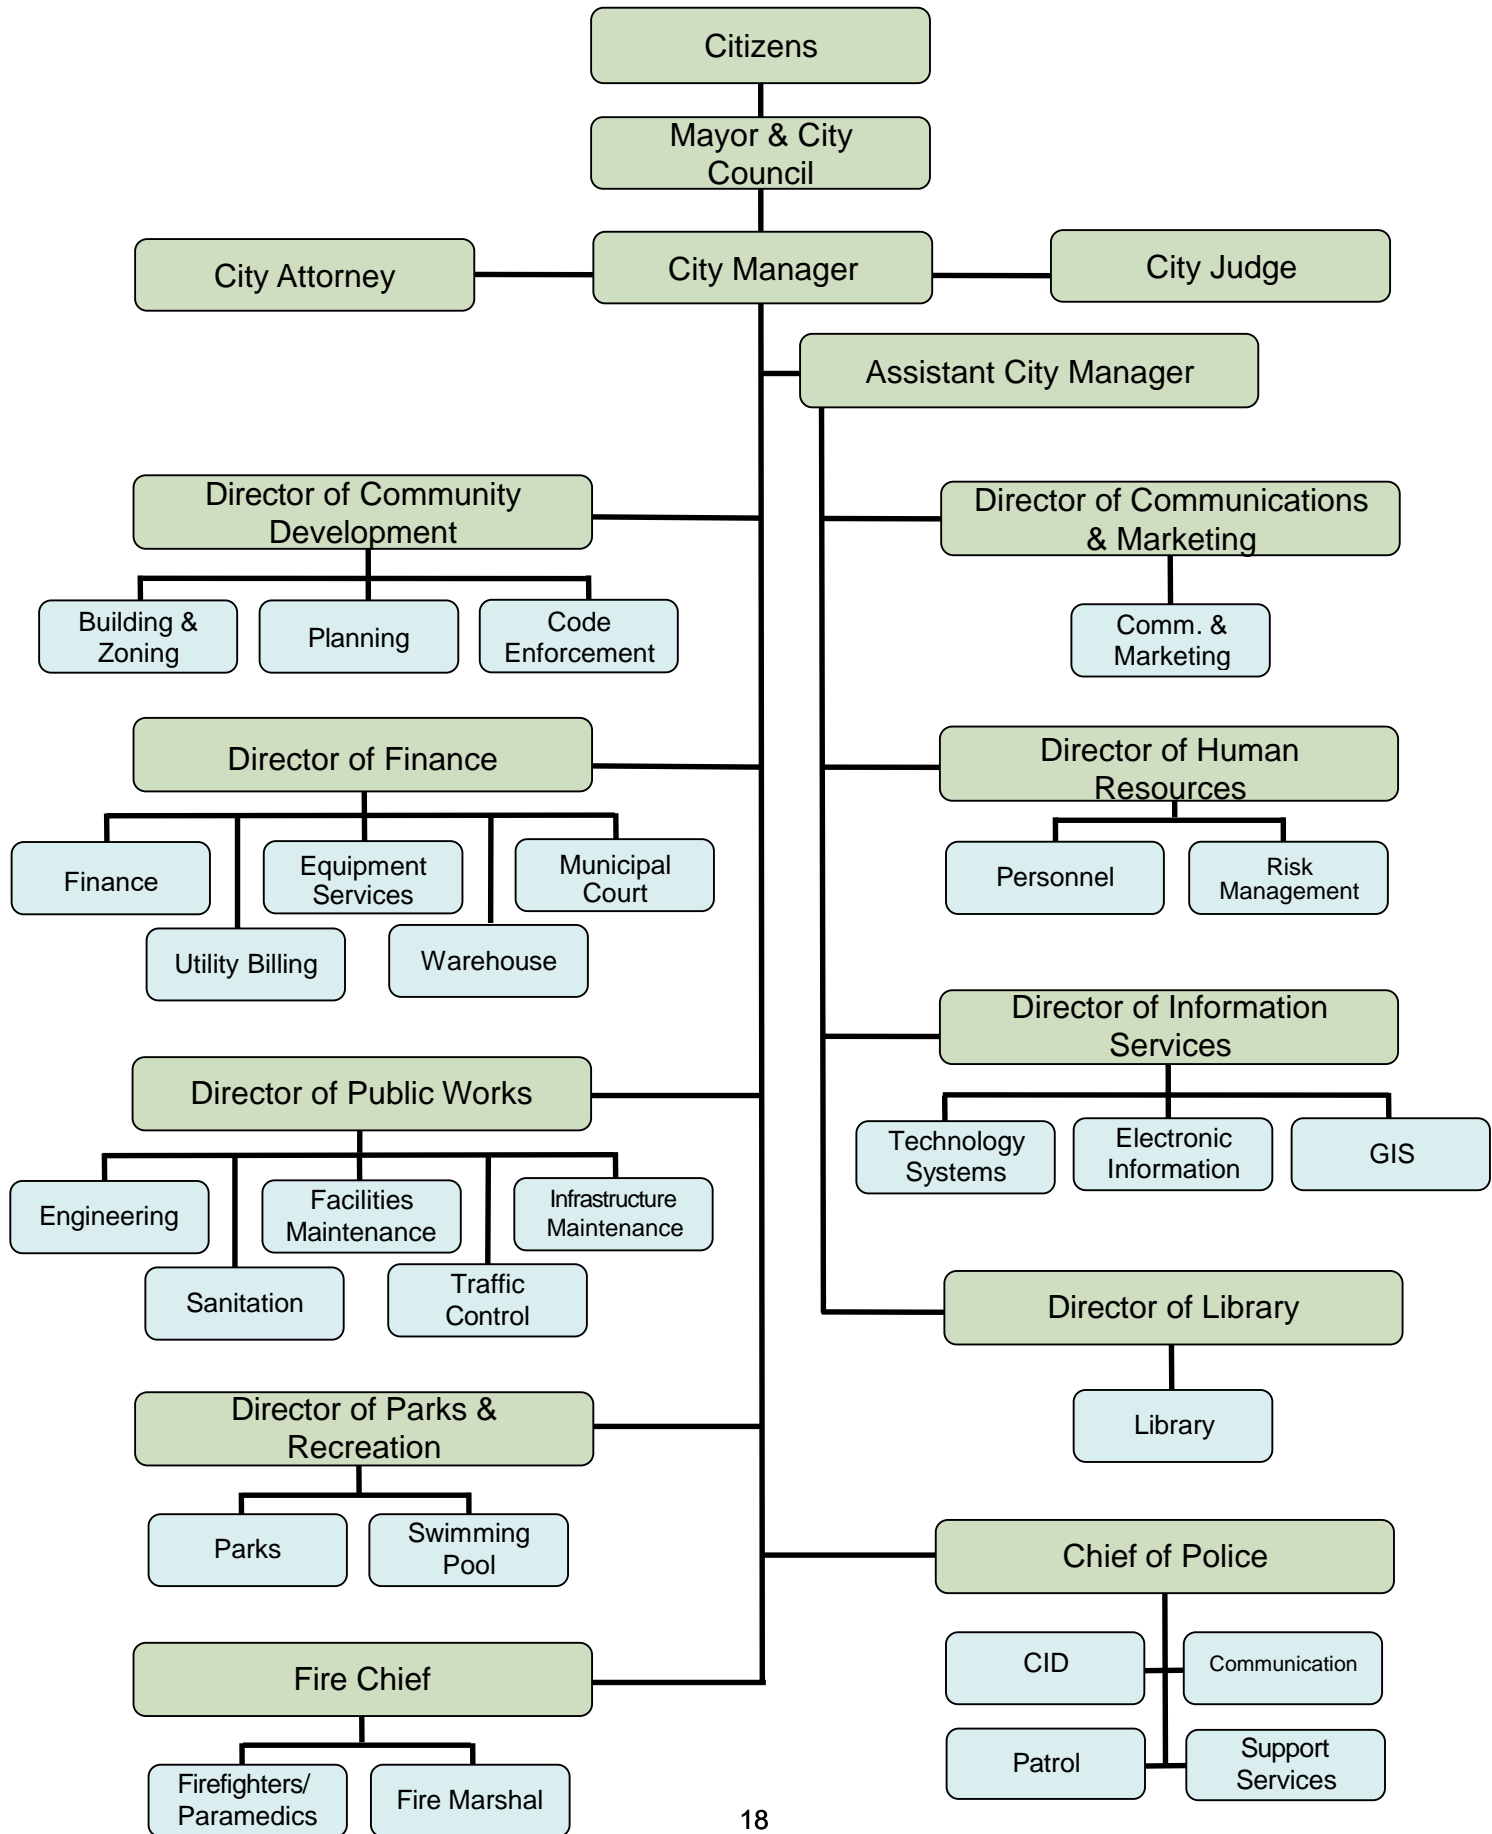 Citizens
Mayor & City
Council
City Attorney
City Manager
City Judge
Assistant City Manager
Director of Community
Development
Building &
Zoning
Planning
Code
Enforcement
Director of Communications
& Marketing
Comm. &
Marketing
Director of Finance
Finance
Equipment
Services
Municipal
Court
Utility Billing
Warehouse
Director of Human
Resources
Personnel
Risk
Management
Director of Information
Services
Technology
Systems
Electronic
Information
GIS
Director of Public Works
Engineering
Facilities
Maintenance
Infrastructure
Maintenance
Sanitation
Traffic
Control
Director of Library
Library
Director of Parks &
Recreation
Parks
Swimming
Pool
Chief of Police
CID
Communication
Patrol
Support
Services
Fire Chief
Firefighters/
Paramedics
Fire Marshal
18